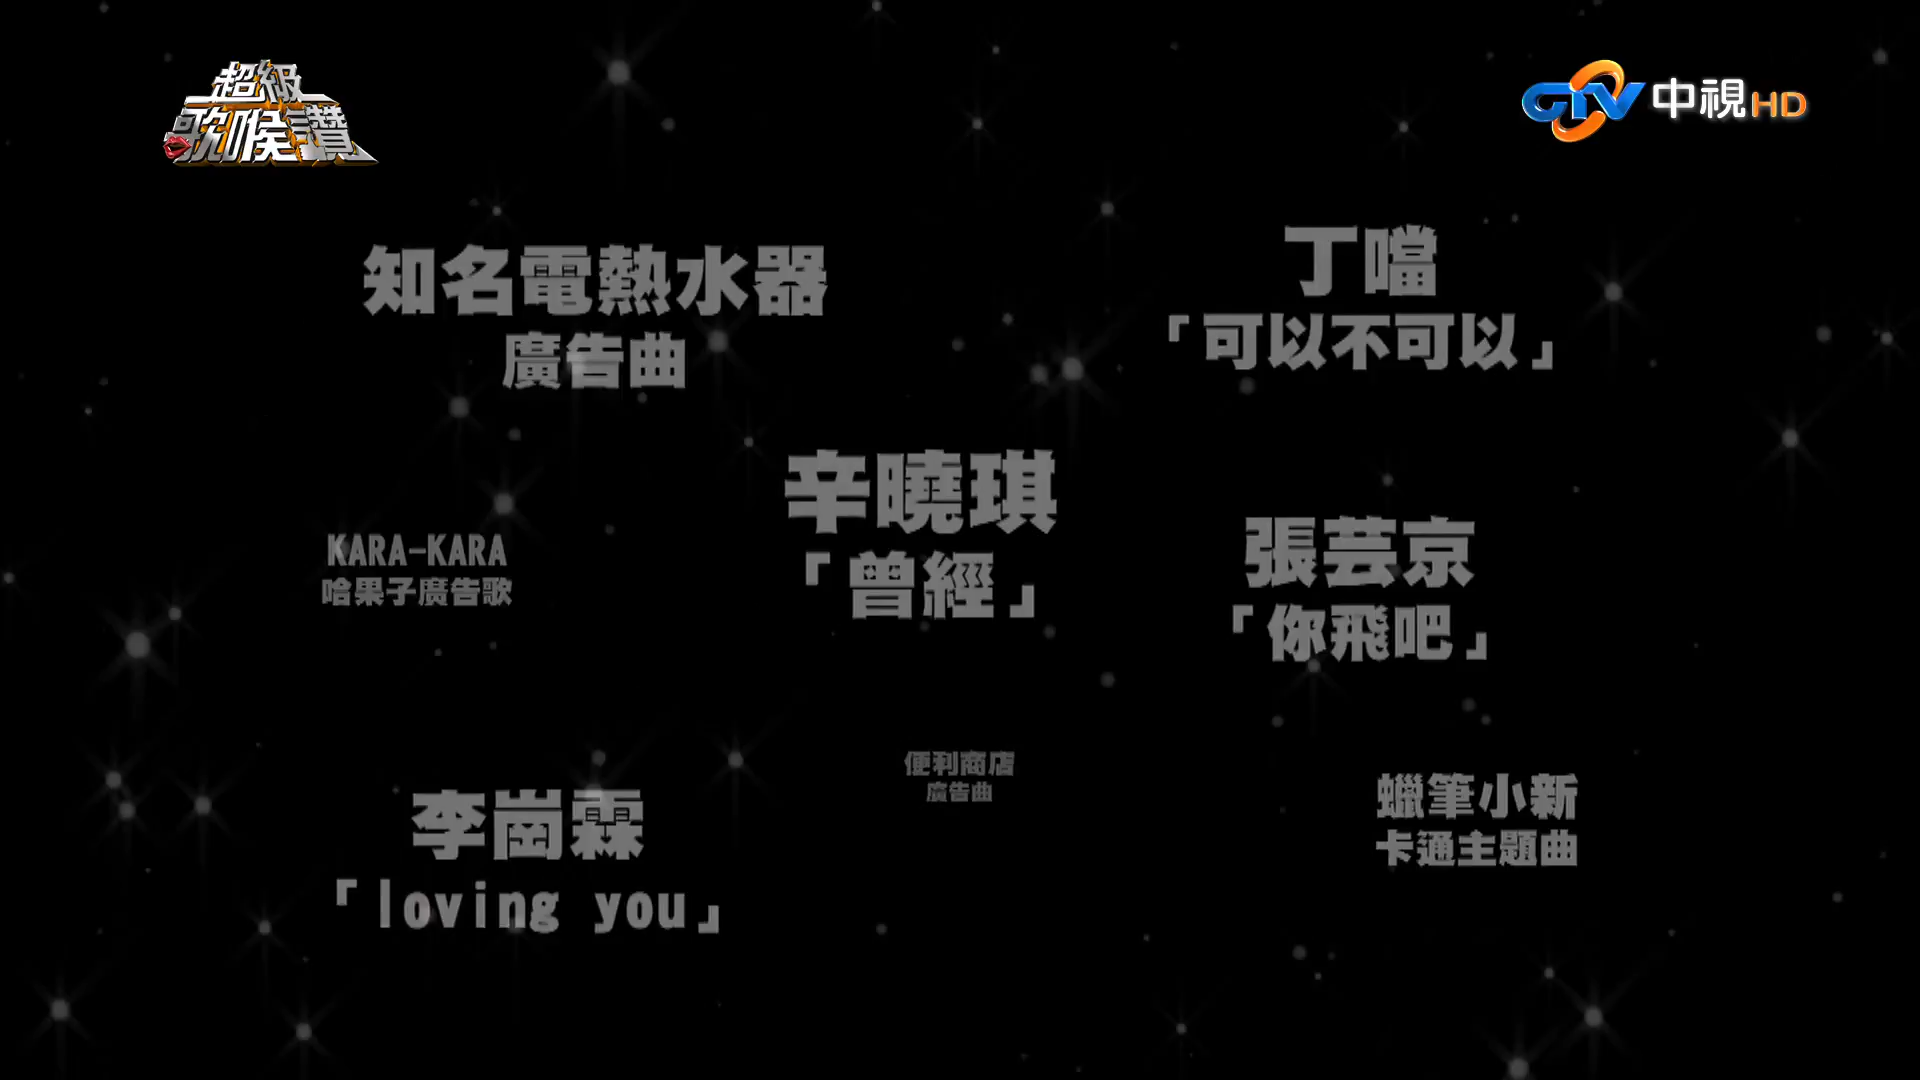 超級
歌喉讚
CTV 中視 HD
知名電熱水器
廣告曲
丁噹
「可以不可以」
辛曉琪
「曾經」
KARA-KARA
哈果子廣告歌
張芸京
「你飛吧」
便利商店
廣告曲
李崗霖
「loving you」
蠟筆小新
卡通主題曲